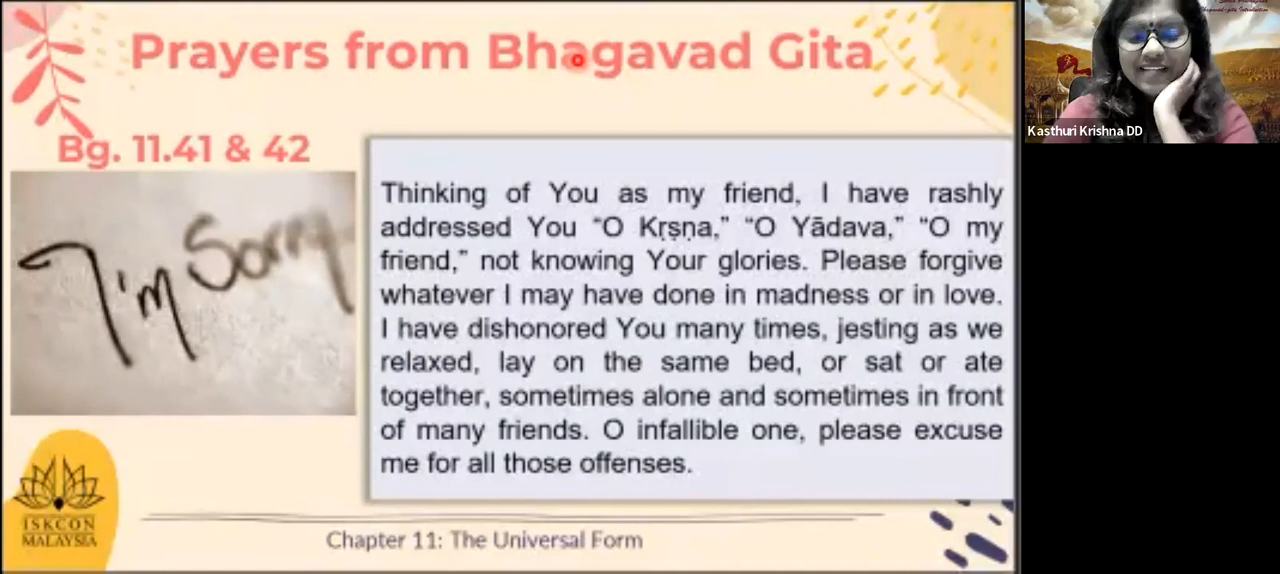 Prayers from Bhagavad Gita
Bg. 11.41 & 42
I'm Sorry
Thinking of You as my friend, I have rashly
addressed You “O Kṛṣṇa,” “O Yādava,” “O my
friend,” not knowing Your glories. Please forgive
whatever I may have done in madness or in love.
I have dishonored You many times, jesting as we
relaxed, lay on the same bed, or sat or ate
together, sometimes alone and sometimes in front
of many friends. O infallible one, please excuse
me for all those offenses.
ISKCON
MALAYSIA
Chapter 11: The Universal Form
Bhagavad-gita Introduction
Kasthuri Krishna DD